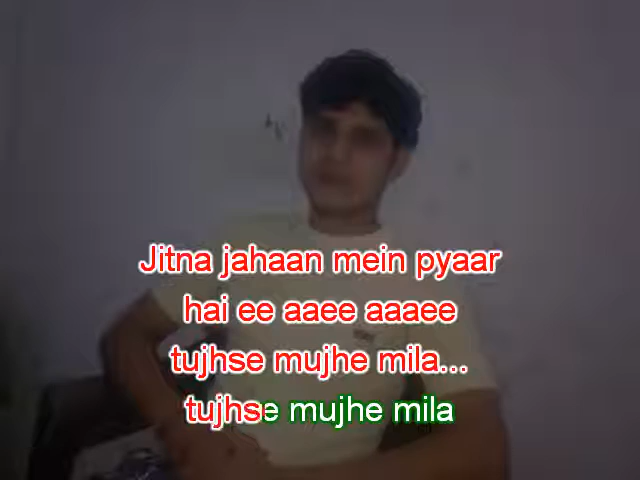 Jitna jahaan mein pyaar
hai ee aaee aaaee
tujhse mujhe mila...
tujhse mujhe mila